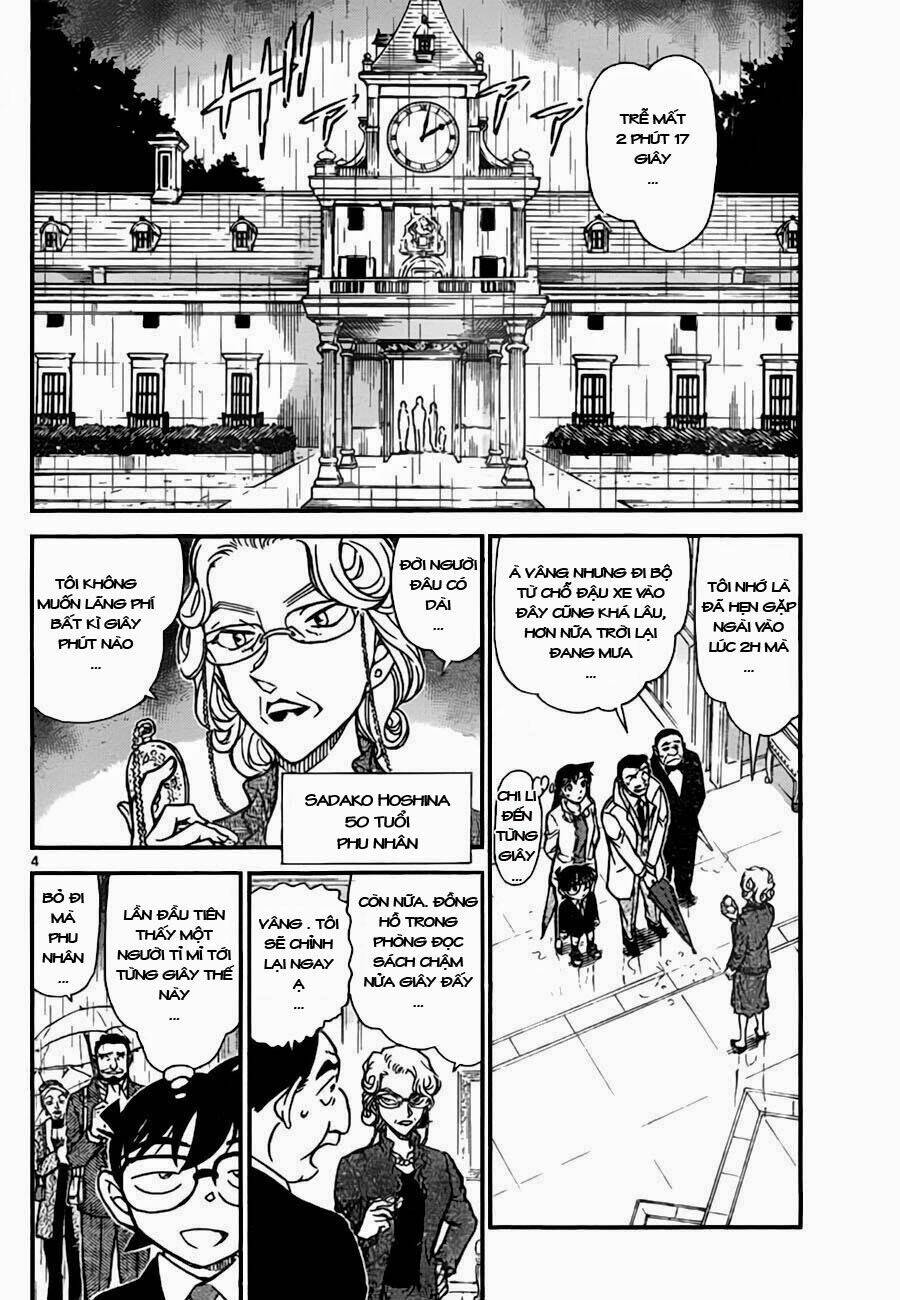 TRỄ MẤT
2 PHÚT 17
GIÂY
...
TÔI NHỚ LÀ
ĐÃ HẸN GẶP
NGÀI VÀO
LÚC 2H MÀ
...
À VÂNG NHƯNG ĐI BỘ
TỪ CHỖ ĐẬU XE VÀO
ĐÂY CŨNG KHÁ LÂU,
HƠN NỮA TRỜI LẠI
ĐANG MƯA
...
CHI LI
ĐẾN
TỪNG
GIÂY
ĐỜI NGƯỜI
ĐÂU CÓ
DÀI
...
TÔI KHÔNG
MUỐN LÃNG PHÍ
BẤT KÌ GIÂY
PHÚT NÀO
...
SADAKO HOSHINA
50 TUỔI
PHU NHÂN
4
CÒN NỮA. ĐỒNG
HỒ TRONG
PHÒNG ĐỌC
SÁCH CHẬM
NỬA GIÂY ĐẤY
VÂNG . TÔI
SẼ CHỈNH
LẠI NGAY
Ạ
LẦN ĐẦU TIÊN
THẤY MỘT
NGƯỜI TỈ MỈ TỚI
TỪNG GIÂY THẾ
NÀY
...
BỎ ĐI
MÀ
PHU
NHÂN
...